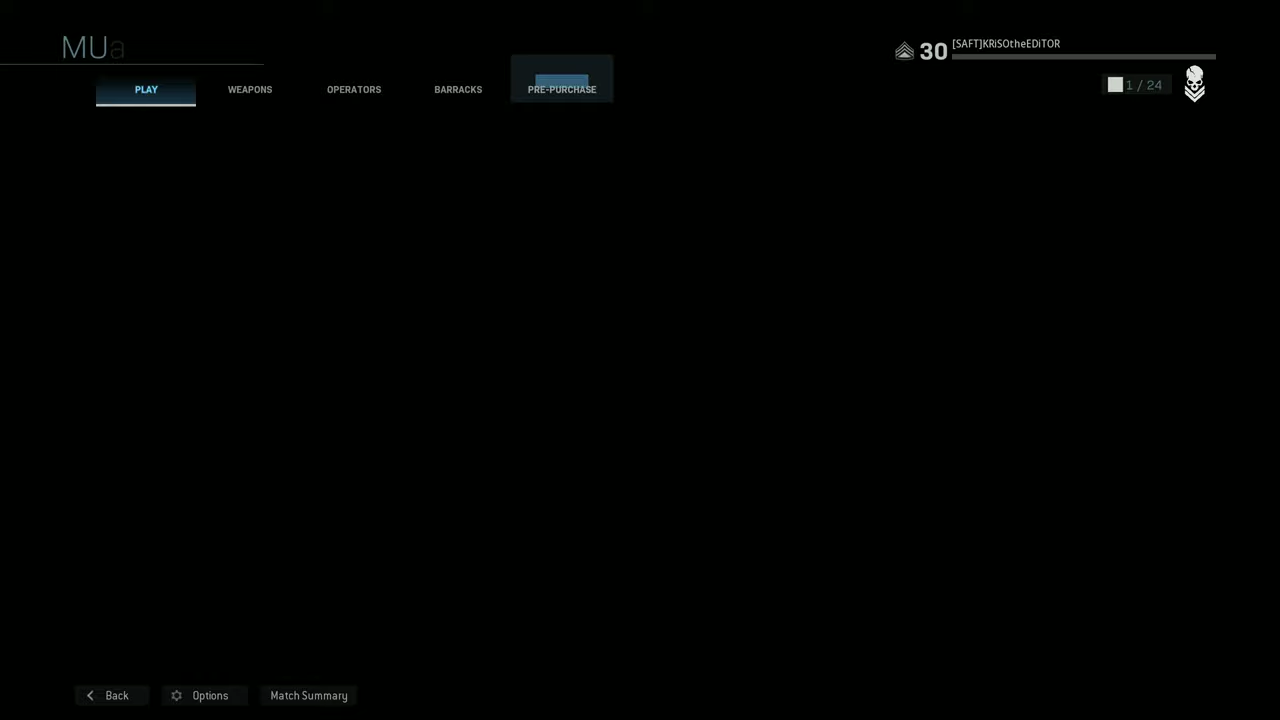 MUa
30 [SAFT]KRiSOtheEDiTOR
PLAY WEAPONS OPERATORS BARRACKS PRE-PURCHASE
1 / 24
Back Options Match Summary